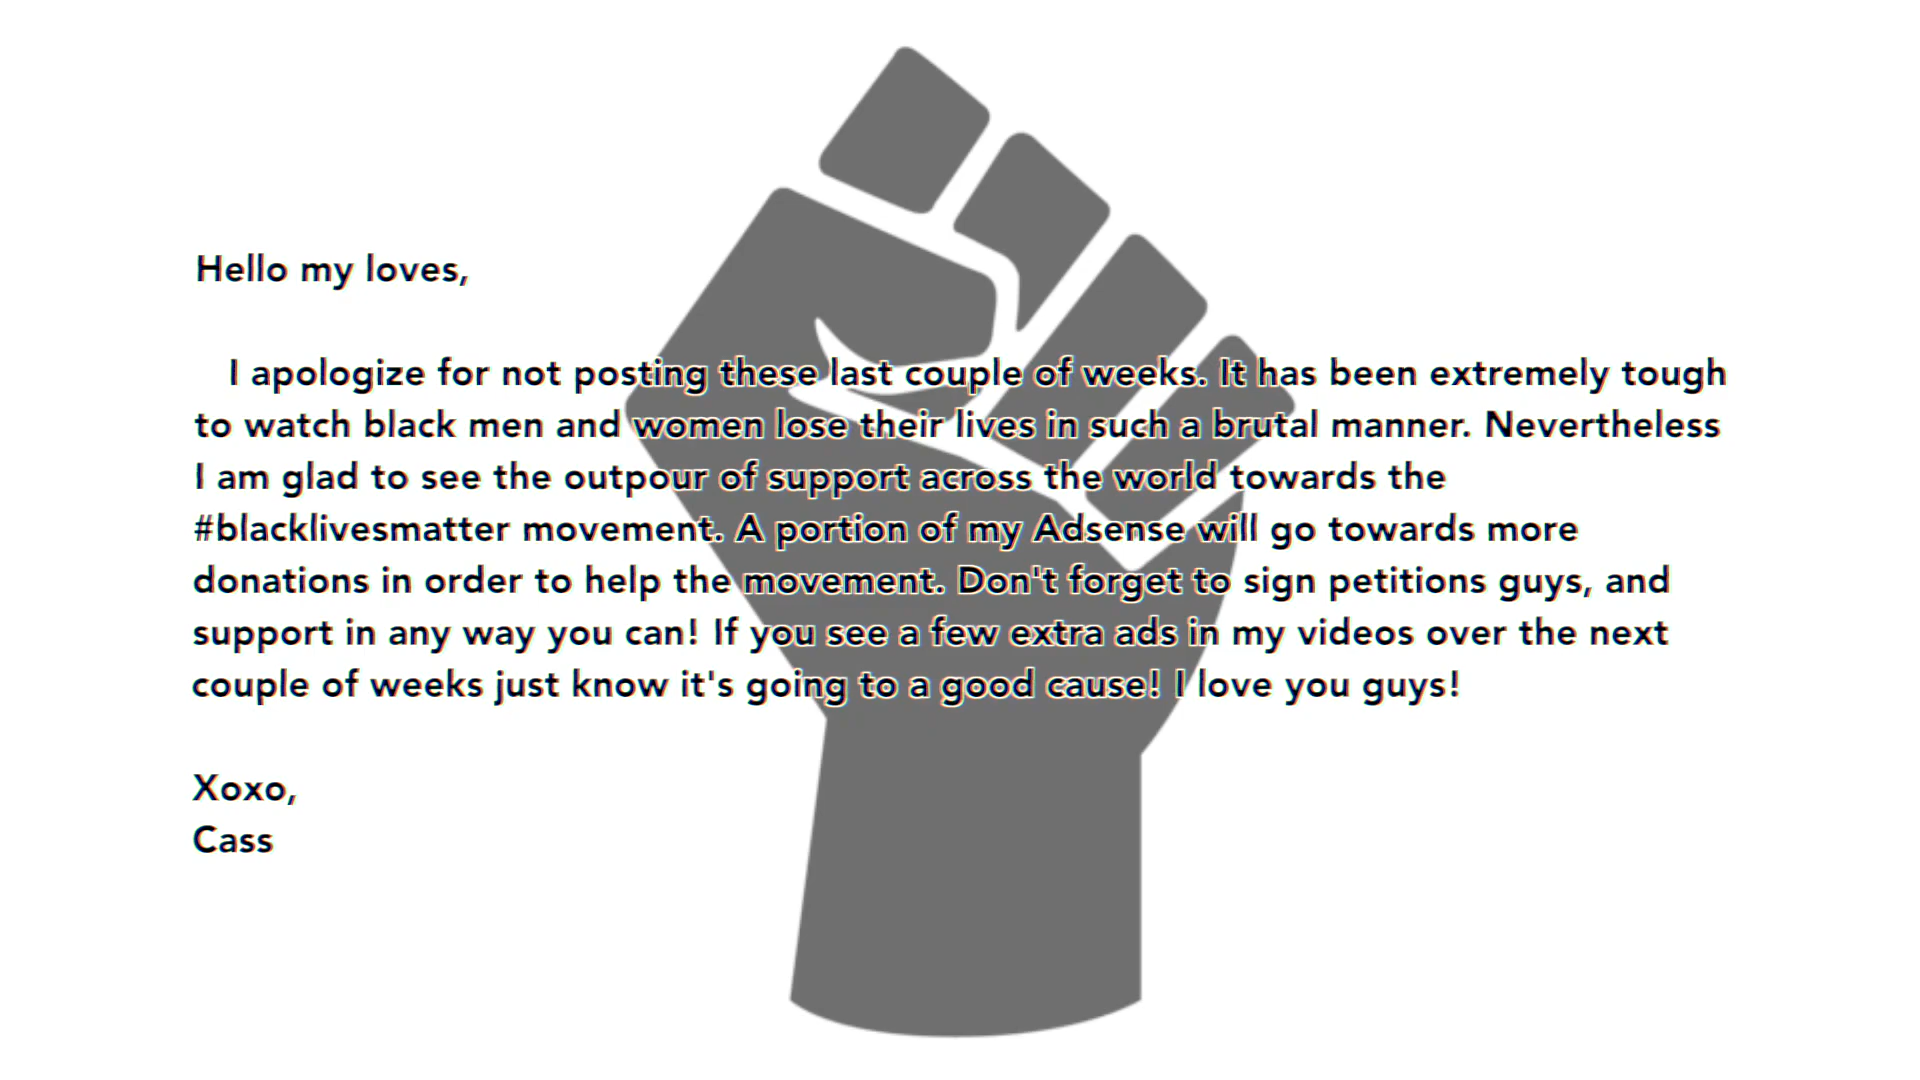 Hello my loves,
I apologize for not posting these last couple of weeks. It has been extremely tough
to watch black men and women lose their lives in such a brutal manner. Nevertheless
I am glad to see the outpour of support across the world towards the
#blacklivesmatter movement. A portion of my Adsense will go towards more
donations in order to help the movement. Don't forget to sign petitions guys, and
support in any way you can! If you see a few extra ads in my videos over the next
couple of weeks just know it's going to a good cause! I love you guys!
Xoxo,
Cass